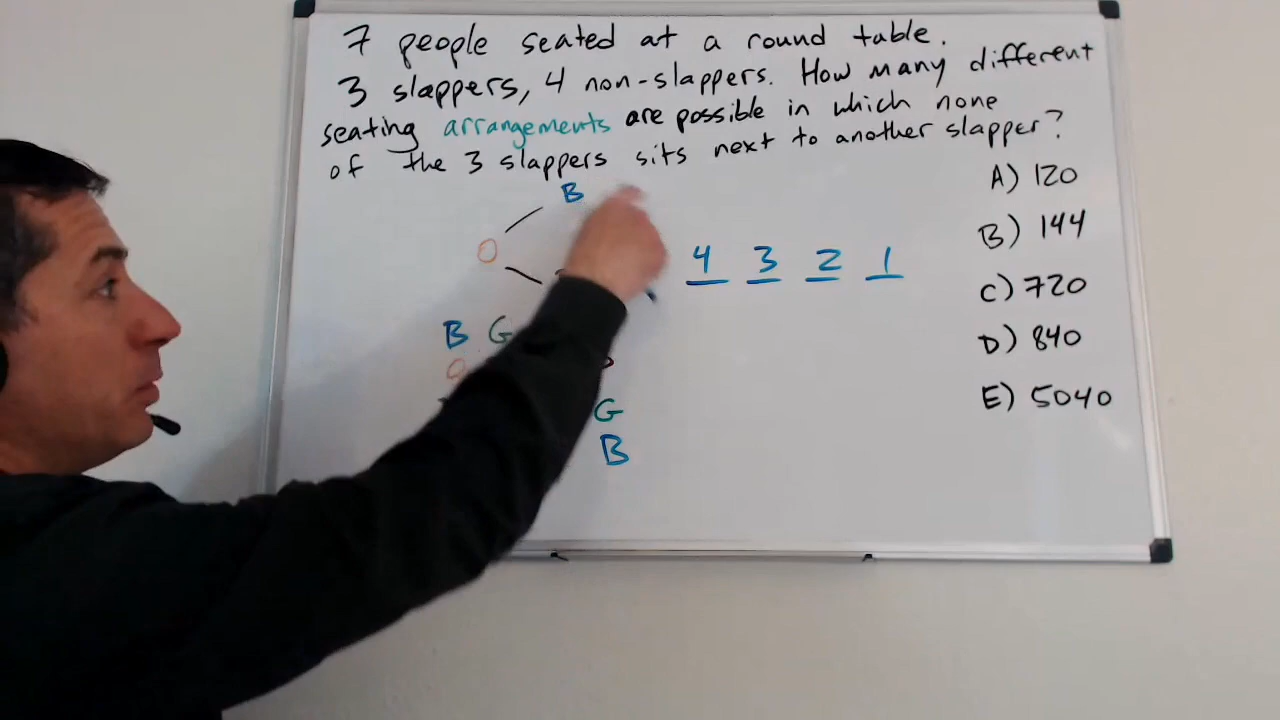 7 people seated at a round table.
3 slappers, 4 non-slappers. How many different
seating arrangements are possible in which none
of the 3 slappers sits next to another slapper?
A) 120
B) 144
C) 720
D) 840
E) 5040
B
O
4 3 2 1
B G
O
G
B